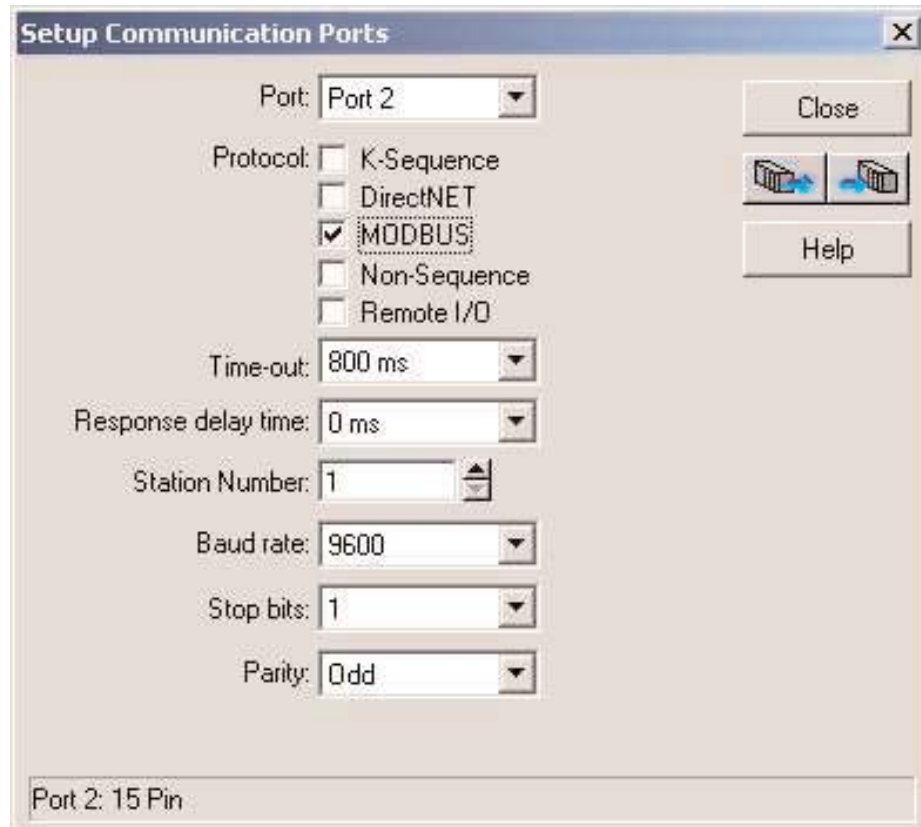 Setup Communication Ports
Port: Port 2
Close
Protocol: K-Sequence
DirectNET
MODBUS
Help
Non-Sequence
Remote I/O
Time-out: 800 ms
Response delay time: 0 ms
Station Number: 1
Baud rate: 9600
Stop bits: 1
Parity: Odd
Port 2: 15 Pin